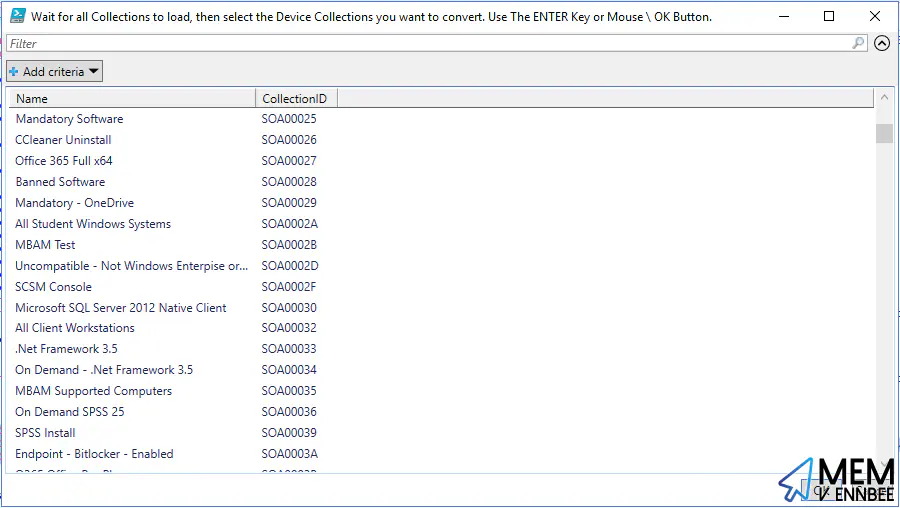 Wait for all Collections to load, then select the Device Collections you want to convert. Use The ENTER Key or Mouse \ OK Button.
Filter
Add criteria
Name CollectionID
Mandatory Software SOA00025
CCleaner Uninstall SOA00026
Office 365 Full x64 SOA00027
Banned Software SOA00028
Mandatory - OneDrive SOA00029
All Student Windows Systems SOA0002A
MBAM Test SOA0002B
Uncompatible - Not Windows Enterpise or... SOA0002D
SCSM Console SOA0002F
Microsoft SQL Server 2012 Native Client SOA00030
All Client Workstations SOA00032
.Net Framework 3.5 SOA00033
On Demand - .Net Framework 3.5 SOA00034
MBAM Supported Computers SOA00035
On Demand SPSS 25 SOA00036
SPSS Install SOA00039
Endpoint - Bitlocker - Enabled SOA0003A
OK
MEM
VENNBEE